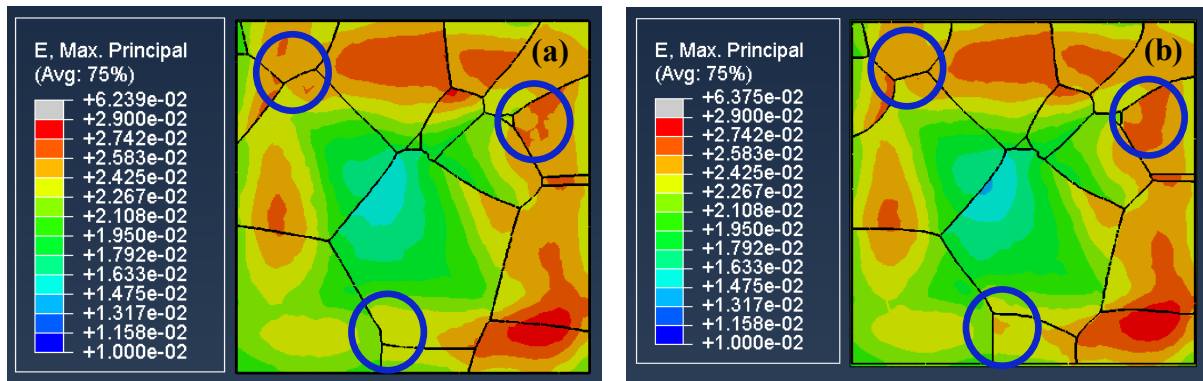 E, Max. Principal
(Avg: 75%)
+6.239e-02
+2.900e-02
+2.742e-02
+2.583e-02
+2.425e-02
+2.267e-02
+2.108e-02
+1.950e-02
+1.792e-02
+1.633e-02
+1.475e-02
+1.317e-02
+1.158e-02
+1.000e-02
(a)
E, Max. Principal
(Avg: 75%)
+6.375e-02
+2.900e-02
+2.742e-02
+2.583e-02
+2.425e-02
+2.267e-02
+2.108e-02
+1.950e-02
+1.792e-02
+1.633e-02
+1.475e-02
+1.317e-02
+1.158e-02
+1.000e-02
(b)